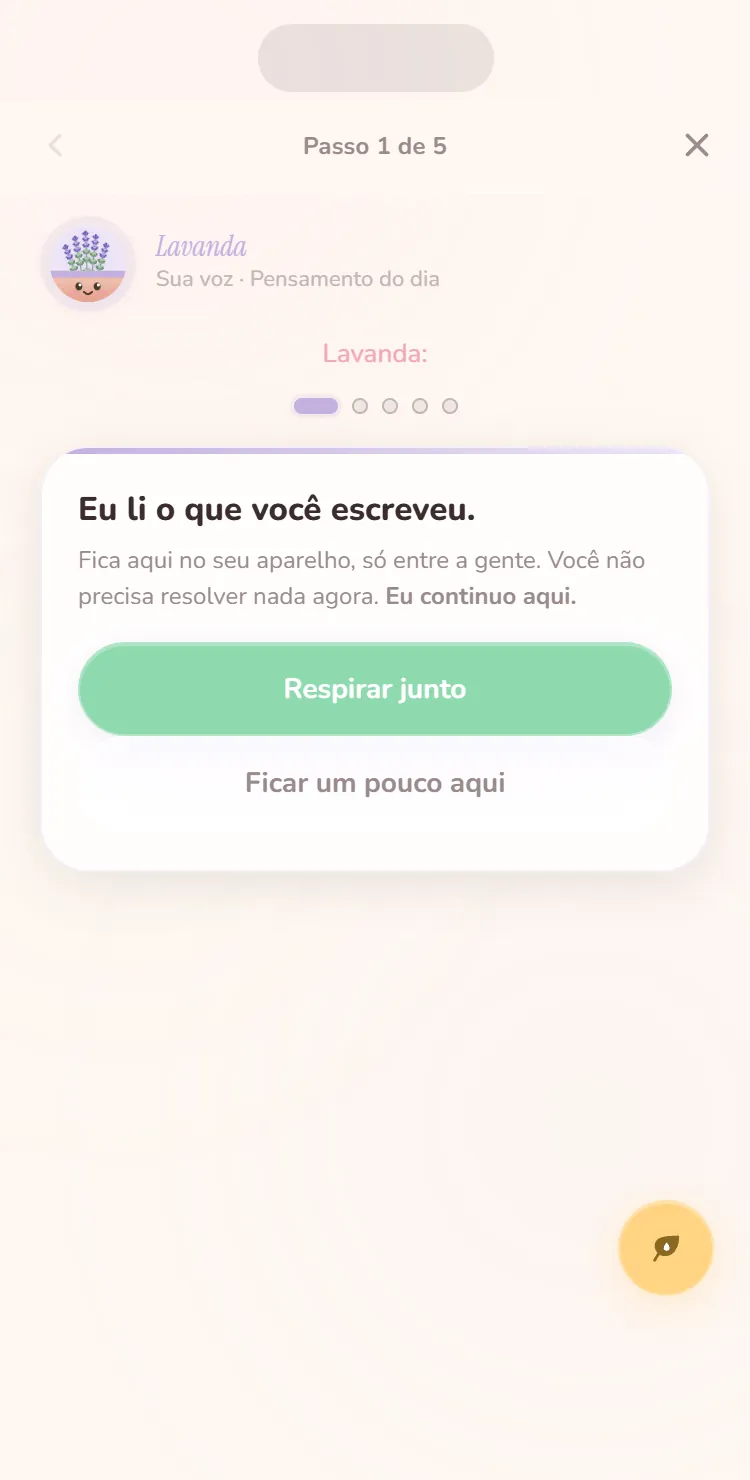 Passo 1 de 5
Lavanda
Sua voz · Pensamento do dia
Lavanda:
Eu li o que você escreveu.
Fica aqui no seu aparelho, só entre a gente. Você não
precisa resolver nada agora. Eu continuo aqui.
Respirar junto
Ficar um pouco aqui